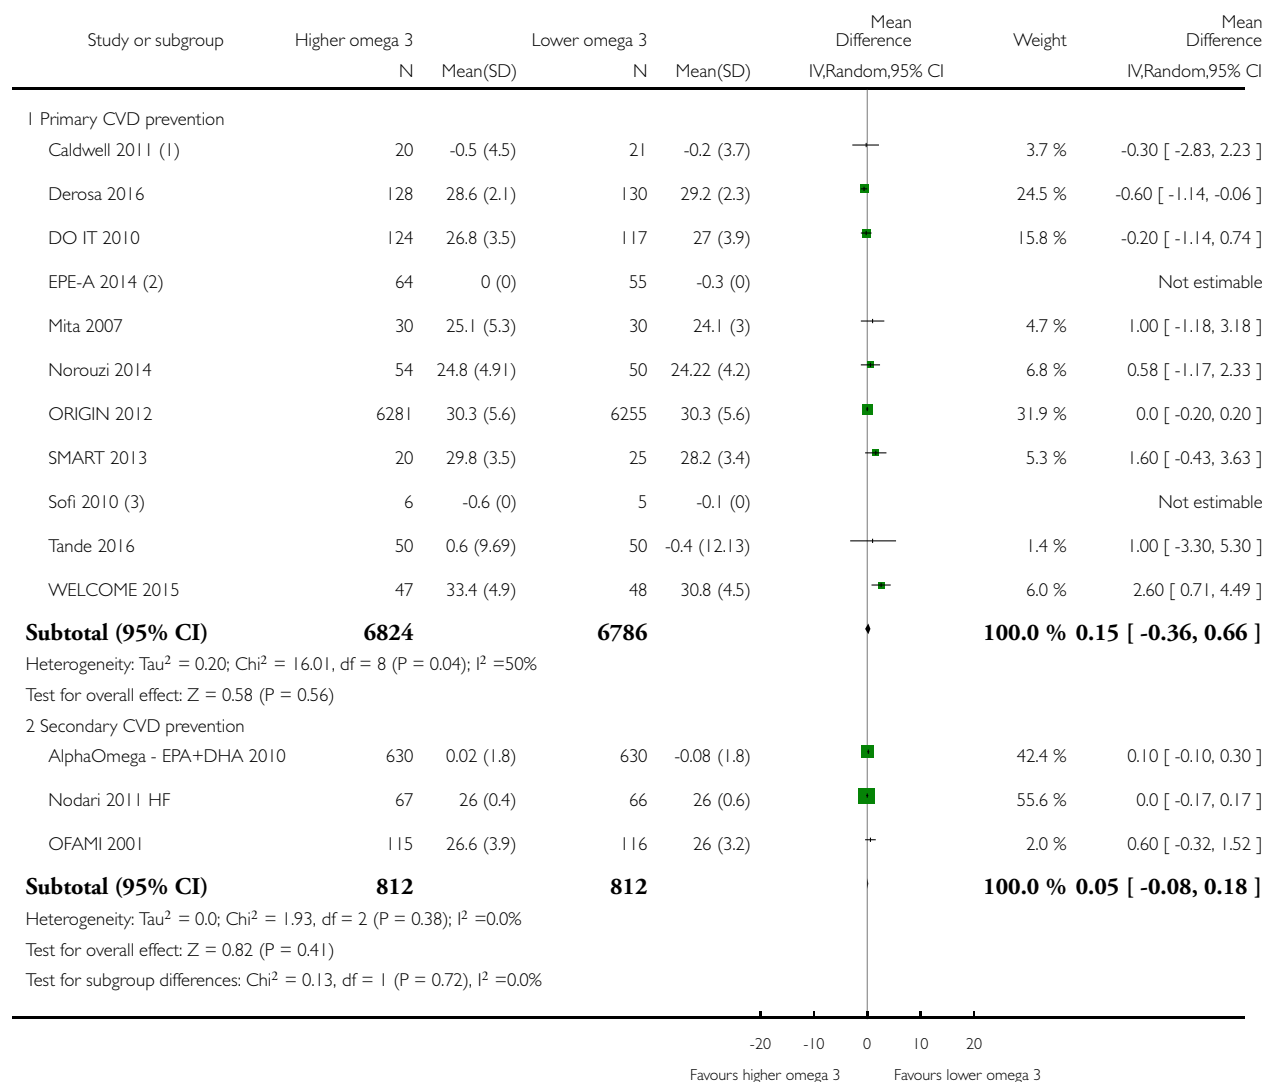 Mean Mean
Study or subgroup Higher omega 3 Lower omega 3 Difference Weight Difference
N Mean(SD) N Mean(SD) IV,Random,95% CI IV,Random,95% CI
1 Primary CVD prevention
Caldwell 2011 (1) 20 -0.5 (4.5) 21 -0.2 (3.7) 3.7 % -0.30 [ -2.83, 2.23 ]
Derosa 2016 128 28.6 (2.1) 130 29.2 (2.3) 24.5 % -0.60 [ -1.14, -0.06 ]
DO IT 2010 124 26.8 (3.5) 117 27 (3.9) 15.8 % -0.20 [ -1.14, 0.74 ]
EPE-A 2014 (2) 64 0 (0) 55 -0.3 (0) Not estimable
Mita 2007 30 25.1 (5.3) 30 24.1 (3) 4.7 % 1.00 [ -1.18, 3.18 ]
Norouzi 2014 54 24.8 (4.91) 50 24.22 (4.2) 6.8 % 0.58 [ -1.17, 2.33 ]
ORIGIN 2012 6281 30.3 (5.6) 6255 30.3 (5.6) 31.9 % 0.0 [ -0.20, 0.20 ]
SMART 2013 20 29.8 (3.5) 25 28.2 (3.4) 5.3 % 1.60 [ -0.43, 3.63 ]
Sofi 2010 (3) 6 -0.6 (0) 5 -0.1 (0) Not estimable
Tande 2016 50 0.6 (9.69) 50 -0.4 (12.13) 1.4 % 1.00 [ -3.30, 5.30 ]
WELCOME 2015 47 33.4 (4.9) 48 30.8 (4.5) 6.0 % 2.60 [ 0.71, 4.49 ]
Subtotal (95% CI) 6824 6786 100.0 % 0.15 [ -0.36, 0.66 ]
Heterogeneity: Tau² = 0.20; Chi² = 16.01, df = 8 (P = 0.04); I² =50%
Test for overall effect: Z = 0.58 (P = 0.56)
2 Secondary CVD prevention
AlphaOmega - EPA+DHA 2010 630 0.02 (1.8) 630 -0.08 (1.8) 42.4 % 0.10 [ -0.10, 0.30 ]
Nodari 2011 HF 67 26 (0.4) 66 26 (0.6) 55.6 % 0.0 [ -0.17, 0.17 ]
OFAMI 2001 115 26.6 (3.9) 116 26 (3.2) 2.0 % 0.60 [ -0.32, 1.52 ]
Subtotal (95% CI) 812 812 100.0 % 0.05 [ -0.08, 0.18 ]
Heterogeneity: Tau² = 0.0; Chi² = 1.93, df = 2 (P = 0.38); I² =0.0%
Test for overall effect: Z = 0.82 (P = 0.41)
Test for subgroup differences: Chi² = 0.13, df = 1 (P = 0.72), I² =0.0%
-20 -10 0 10 20
Favours higher omega 3 Favours lower omega 3